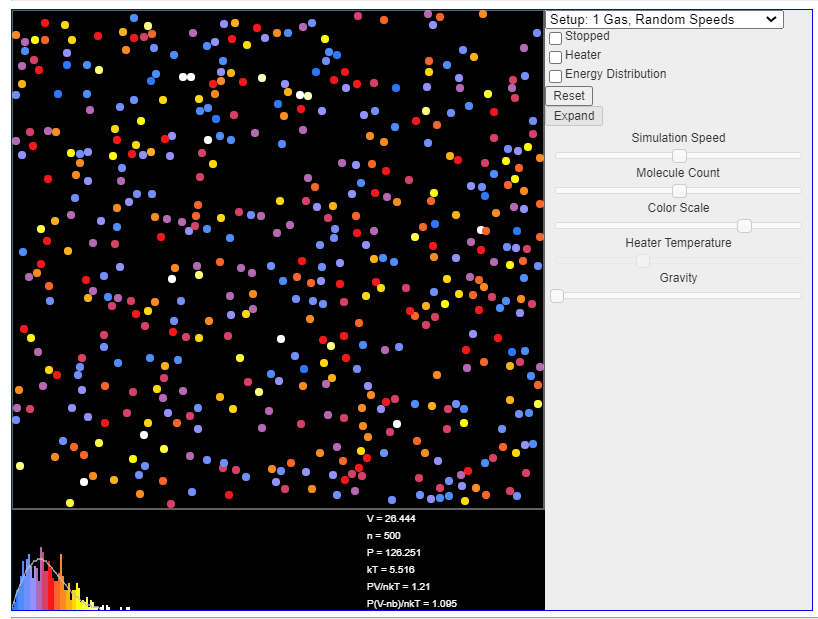 Setup: 1 Gas, Random Speeds
Stopped
Heater
Energy Distribution
Reset
Expand
Simulation Speed
Molecule Count
Color Scale
Heater Temperature
Gravity
V = 26.444
n = 500
P = 126.251
kT = 5.516
PV/nkT = 1.21
P(V-nb)/nkT = 1.095